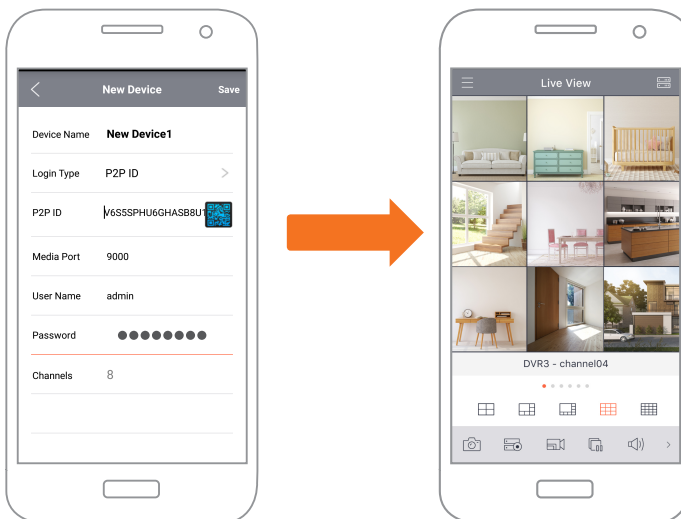 New Device
Save
Device Name
New Device1
Login Type
P2P ID
P2P ID
V6S5SPHU6GHASB8U1
Media Port
9000
User Name
admin
Password
●●●●●●●●
Channels
8
Live View
DVR3 - channel04